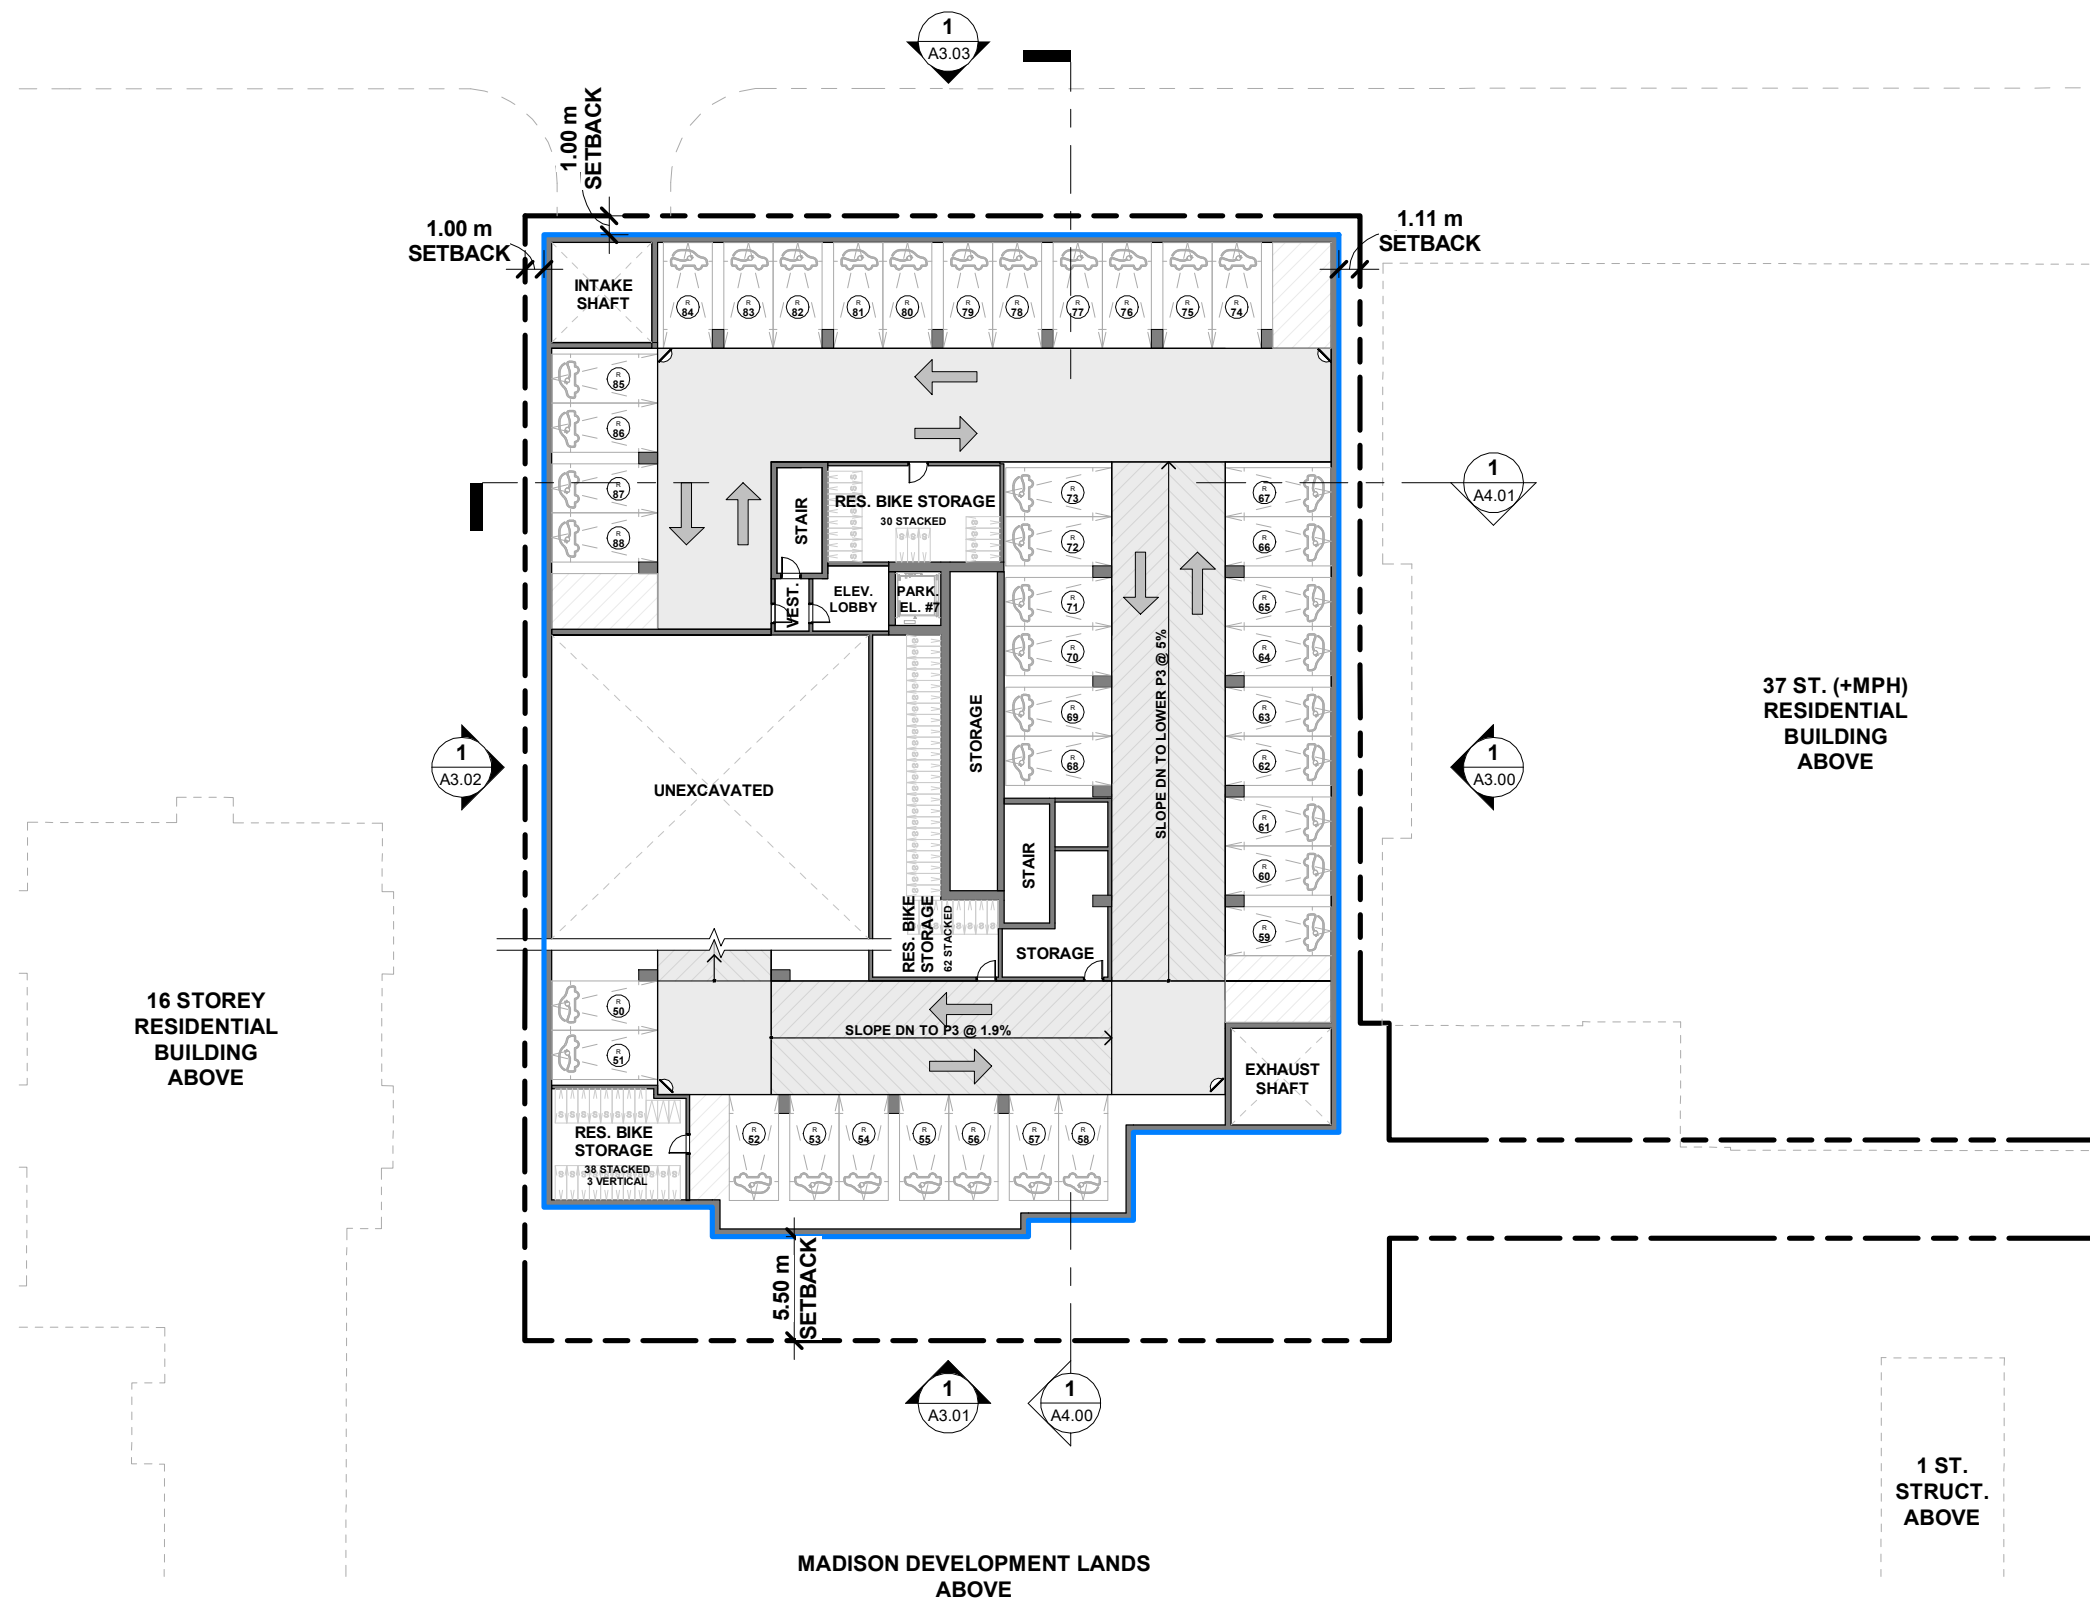 1
A3.03
1.00 m
SETBACK
1.00 m
SETBACK
1.11 m
SETBACK
INTAKE
SHAFT
R
84
R
83
R
82
R
81
R
80
R
79
R
78
R
77
R
76
R
75
R
74
R
85
R
86
R
87
R
88
STAIR
RES. BIKE STORAGE
30 STACKED
R
73
R
72
R
71
R
70
R
69
R
68
R
67
R
66
R
65
R
64
R
63
R
62
R
61
R
60
R
59
1
A4.01
VEST.
ELEV.
LOBBY
PARK.
EL. #7
STORAGE
SLOPE DN TO LOWER P3 @ 5%
37 ST. (+MPH)
RESIDENTIAL
BUILDING
ABOVE
1
A3.02
UNEXCAVATED
1
A3.00
STAIR
RES. BIKE
STORAGE
62 STACKED
STORAGE
16 STOREY
RESIDENTIAL
BUILDING
ABOVE
R
50
R
51
SLOPE DN TO P3 @ 1.9%
EXHAUST
SHAFT
RES. BIKE
STORAGE
38 STACKED
3 VERTICAL
R
52
R
53
R
54
R
55
R
56
R
57
R
58
5.50 m
SETBACK
1
A3.01
1
A4.00
1 ST.
STRUCT.
ABOVE
MADISON DEVELOPMENT LANDS
ABOVE